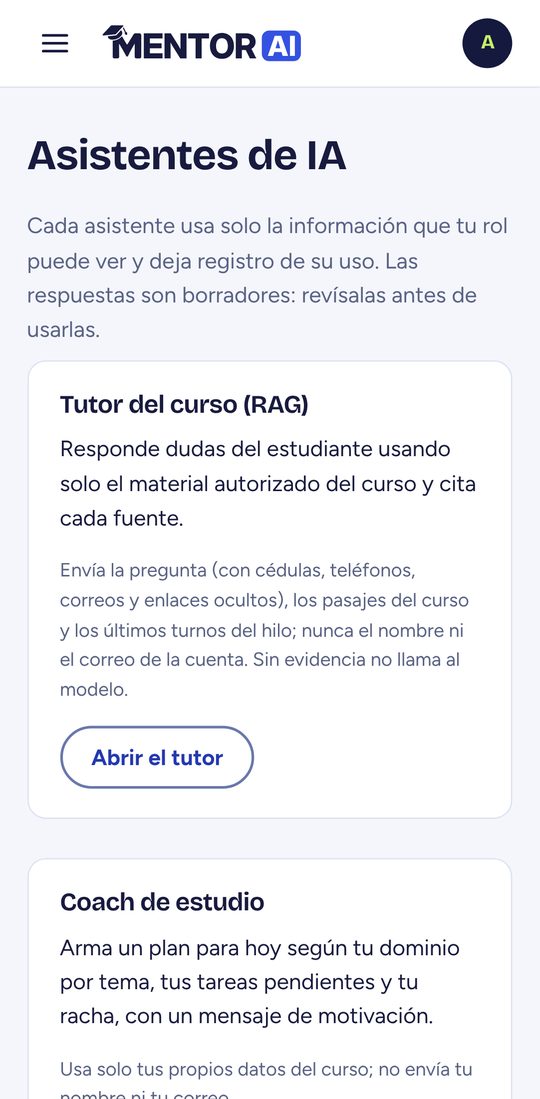 MENTOR AI
A
Asistentes de IA
Cada asistente usa solo la información que tu rol
puede ver y deja registro de su uso. Las
respuestas son borradores: revísalas antes de
usarlas.
Tutor del curso (RAG)
Responde dudas del estudiante usando
solo el material autorizado del curso y cita
cada fuente.
Envía la pregunta (con cédulas, teléfonos,
correos y enlaces ocultos), los pasajes del curso
y los últimos turnos del hilo; nunca el nombre ni
el correo de la cuenta. Sin evidencia no llama al
modelo.
Abrir el tutor
Coach de estudio
Arma un plan para hoy según tu dominio
por tema, tus tareas pendientes y tu
racha, con un mensaje de motivación.
Usa solo tus propios datos del curso; no envía tu
nombre ni tu correo.